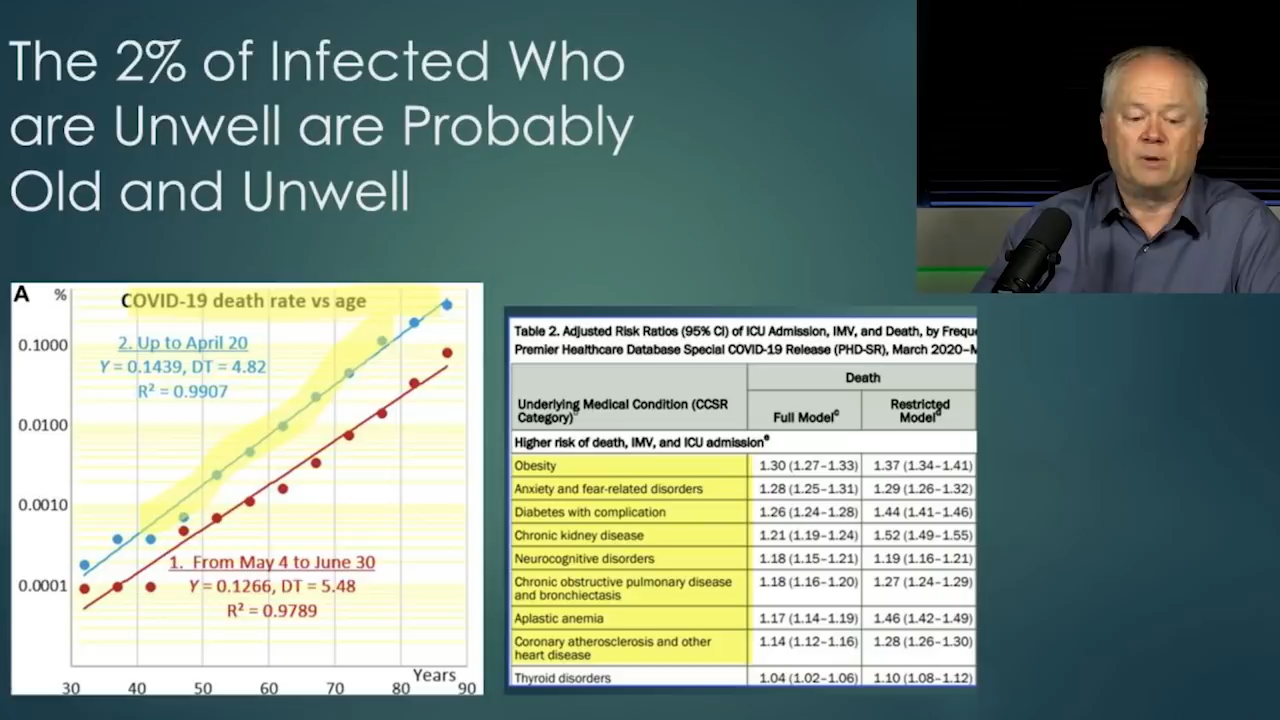 The 2% of Infected Who
are Unwell are Probably
Old and Unwell
A
%
COVID-19 death rate vs age
2. Up to April 20
Y = 0.1439, DT = 4.82
R² = 0.9907
0.1000
0.0100
0.0010
0.0001
1. From May 4 to June 30
Y = 0.1266, DT = 5.48
R² = 0.9789
Years
30 40 50 60 70 80 90
Table 2. Adjusted Risk Ratios (95% CI) of ICU Admission, IMV, and Death, by Frequ
Premier Healthcare Database Special COVID-19 Release (PHD-SR), March 2020–M
Underlying Medical Condition (CCSR
Category)
Death
Full Modelᶜ
Restricted
Modelᵈ
Higher risk of death, IMV, and ICU admissionᵉ
Obesity 1.30 (1.27–1.33) 1.37 (1.34–1.41)
Anxiety and fear-related disorders 1.28 (1.25–1.31) 1.29 (1.26–1.32)
Diabetes with complication 1.26 (1.24–1.28) 1.44 (1.41–1.46)
Chronic kidney disease 1.21 (1.19–1.24) 1.52 (1.49–1.55)
Neurocognitive disorders 1.18 (1.15–1.21) 1.19 (1.16–1.21)
Chronic obstructive pulmonary disease
and bronchiectasis 1.18 (1.16–1.20) 1.27 (1.24–1.29)
Aplastic anemia 1.17 (1.14–1.19) 1.46 (1.42–1.49)
Coronary atherosclerosis and other
heart disease 1.14 (1.12–1.16) 1.28 (1.26–1.30)
Thyroid disorders 1.04 (1.02–1.06) 1.10 (1.08–1.12)